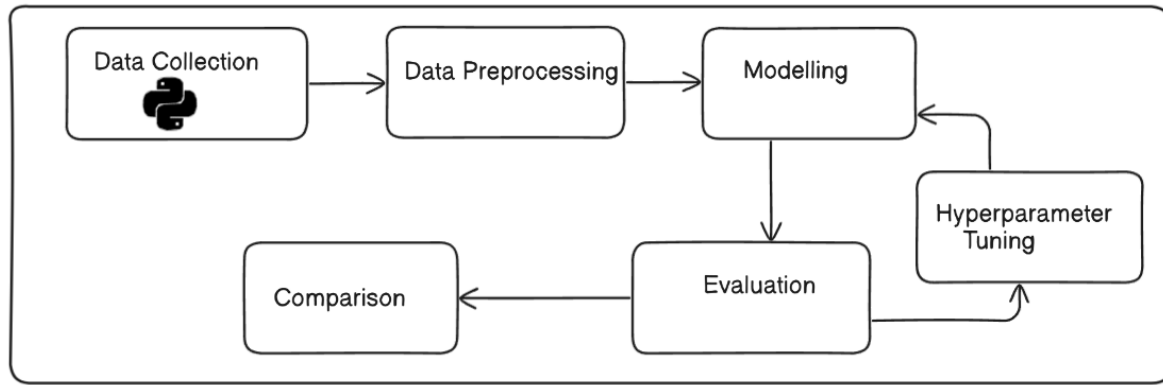 Data Collection
Data Preprocessing
Modelling
Hyperparameter
Tuning
Evaluation
Comparison